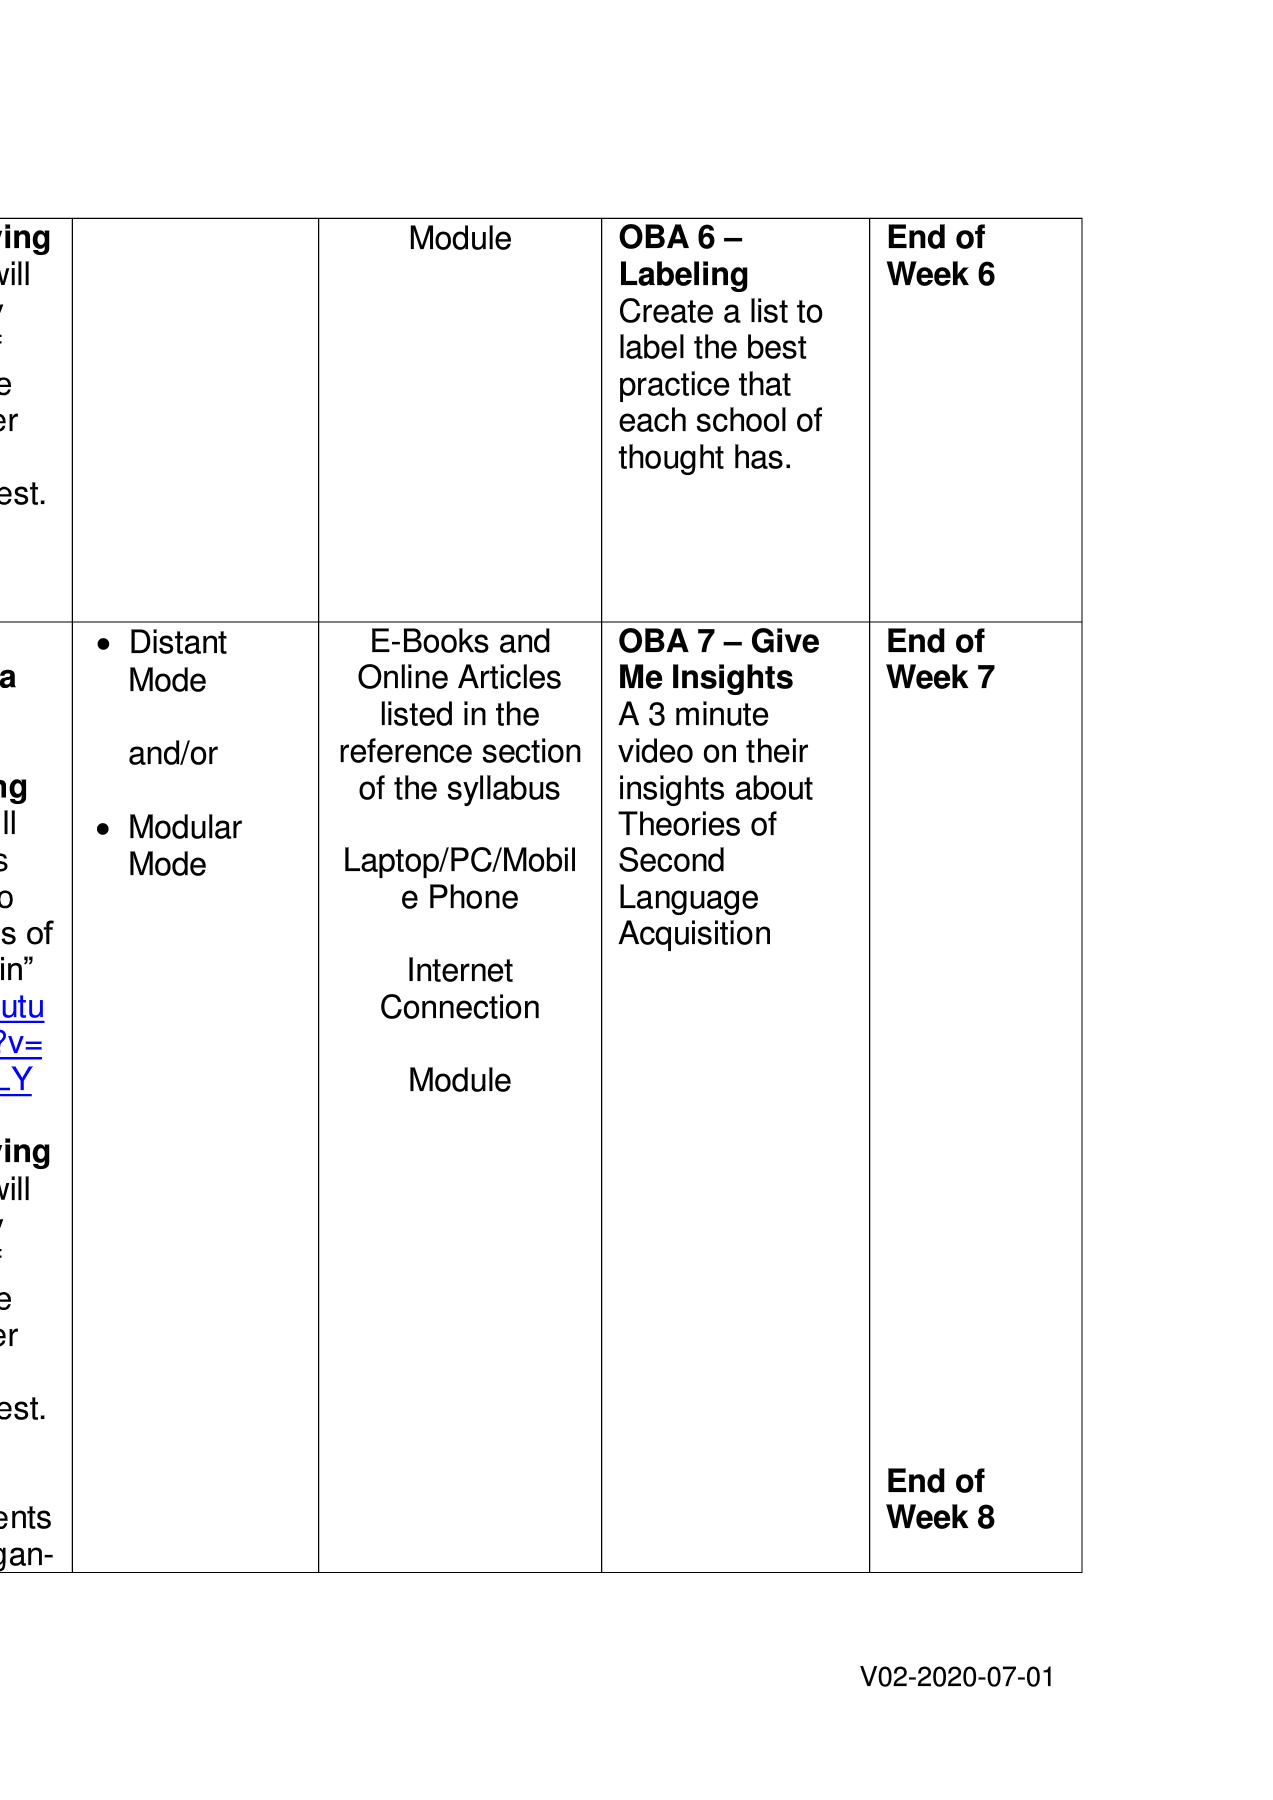 will
er
est.
Module
OBA 6 –
Labeling
Create a list to
label the best
practice that
each school of
thought has.
End of
Week 6
a
ng
ll
s
o
s of
in”
utu
?v=
_Y
will
e
er
est.
ents
gan-
• Distant
Mode
and/or
• Modular
Mode
E-Books and
Online Articles
listed in the
reference section
of the syllabus
Laptop/PC/Mobil
e Phone
Internet
Connection
Module
OBA 7 – Give
Me Insights
A 3 minute
video on their
insights about
Theories of
Second
Language
Acquisition
End of
Week 7
End of
Week 8
V02-2020-07-01